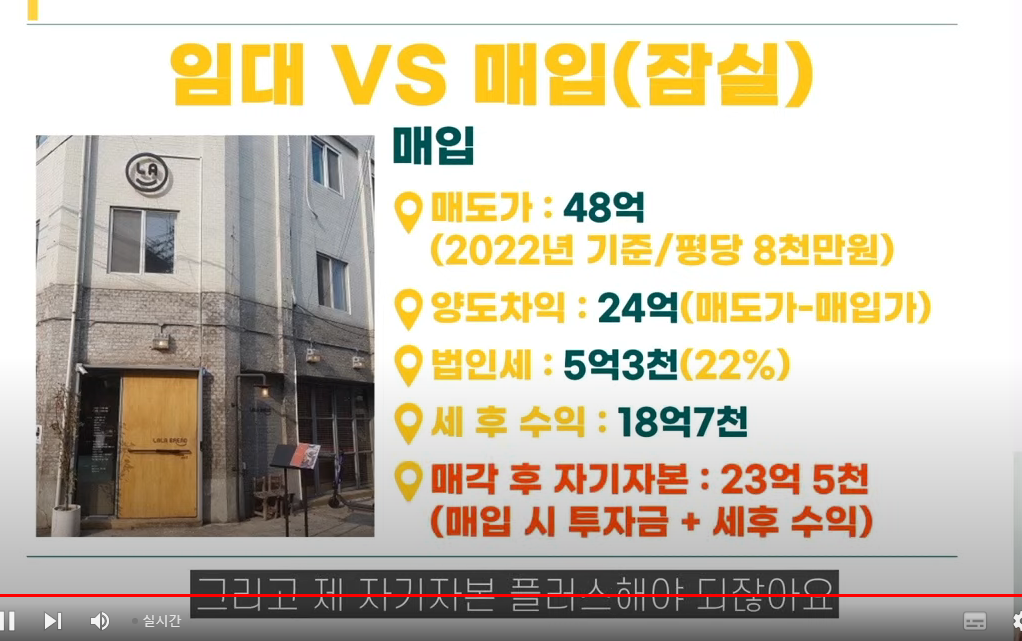 임대 VS 매입(잠실)
LA
LALA BREAD
매입
매도가 : 48억
(2022년 기준/평당 8천만원)
양도차익 : 24억(매도가-매입가)
법인세 : 5억3천(22%)
세 후 수익 : 18억7천
매각 후 자기자본 : 23억 5천
(매입 시 투자금 + 세후 수익)
그리고 제 자기자본 플러스해야 되잖아요
실시간